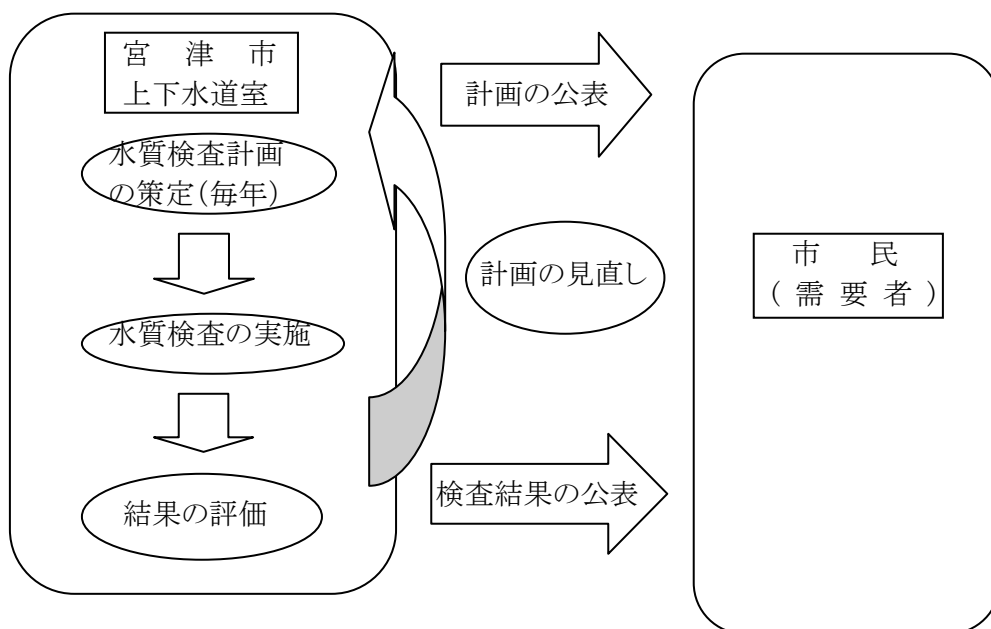 宮 津 市
上下水道室
水質検査計画
の策定(毎年)
水質検査の実施
結果の評価
計画の公表
計画の見直し
検査結果の公表
市 民
(需要者)